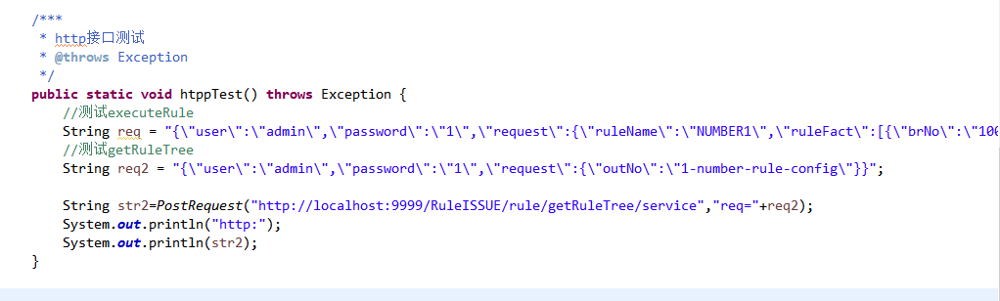 /***
 * http接口测试
 * @throws Exception
 */
public static void htppTest() throws Exception {
    //测试executeRule
    String req = "{\"user\":\"admin\",\"password\":\"1\",\"request\":{\"ruleName\":\"NUMBER1\",\"ruleFact\":[{\"brNo\":\"100
    //测试getRuleTree
    String req2 = "{\"user\":\"admin\",\"password\":\"1\",\"request\":{\"outNo\":\"1-number-rule-config\"}}";
    String str2=PostRequest("http://localhost:9999/RuleISSUE/rule/getRuleTree/service","req="+req2);
    System.out.println("http:");
    System.out.println(str2);
}